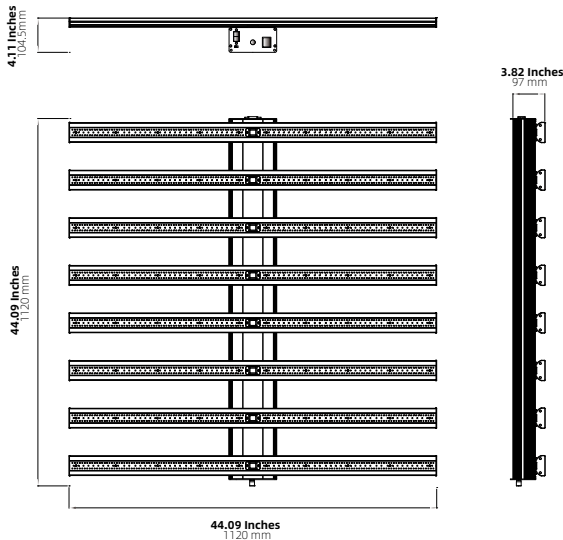 4.11 Inches
104.5mm
3.82 Inches
97 mm
44.09 Inches
1120 mm
44.09 Inches
1120 mm